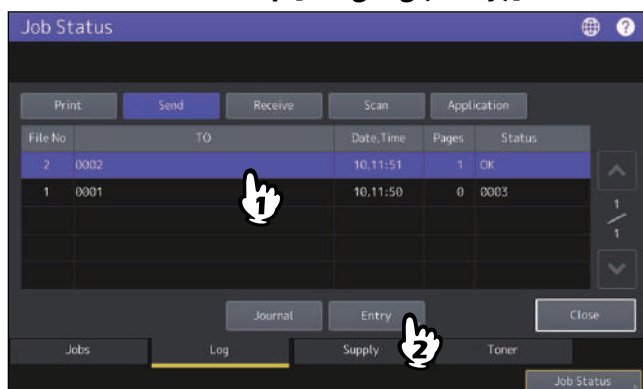 Job Status ?
Print Send Receive Scan Application
File No TO Date,Time Pages Status
2 0002 10,11:51 1 OK
1 0001 10,11:50 0 0003
1
1
1
Journal Entry Close
2
Jobs Log Supply Toner
Job Status